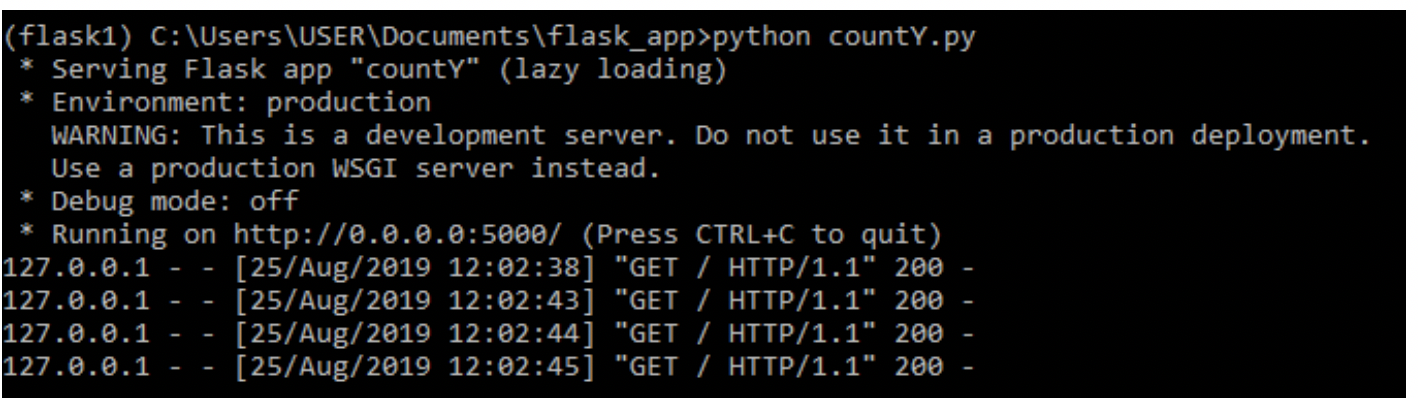 (flask1) C:\Users\USER\Documents\flask_app>python countY.py
 * Serving Flask app "countY" (lazy loading)
 * Environment: production
   WARNING: This is a development server. Do not use it in a production deployment.
   Use a production WSGI server instead.
 * Debug mode: off
 * Running on http://0.0.0.0:5000/ (Press CTRL+C to quit)
127.0.0.1 - - [25/Aug/2019 12:02:38] "GET / HTTP/1.1" 200 -
127.0.0.1 - - [25/Aug/2019 12:02:43] "GET / HTTP/1.1" 200 -
127.0.0.1 - - [25/Aug/2019 12:02:44] "GET / HTTP/1.1" 200 -
127.0.0.1 - - [25/Aug/2019 12:02:45] "GET / HTTP/1.1" 200 -